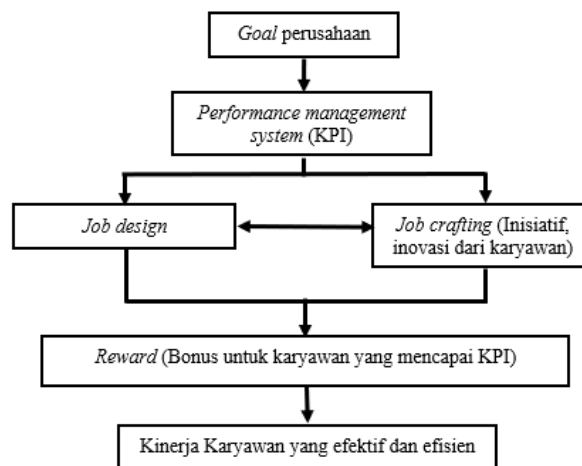 Goal perusahaan
Performance management
system (KPI)
Job design
Job crafting (Inisiatif,
inovasi dari karyawan)
Reward (Bonus untuk karyawan yang mencapai KPI)
Kinerja Karyawan yang efektif dan efisien